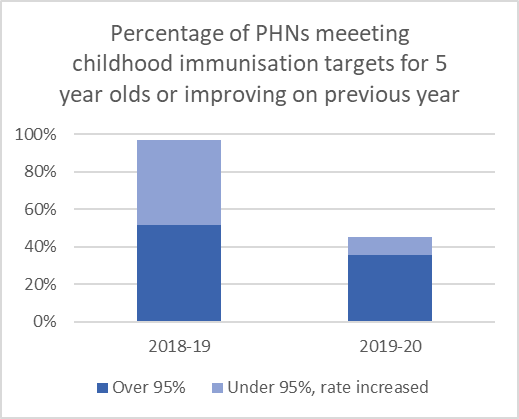 Percentage of PHNs meeeting
childhood immunisation targets for 5
year olds or improving on previous year
100%
80%
60%
40%
20%
0%
2018-19 2019-20
Over 95% Under 95%, rate increased